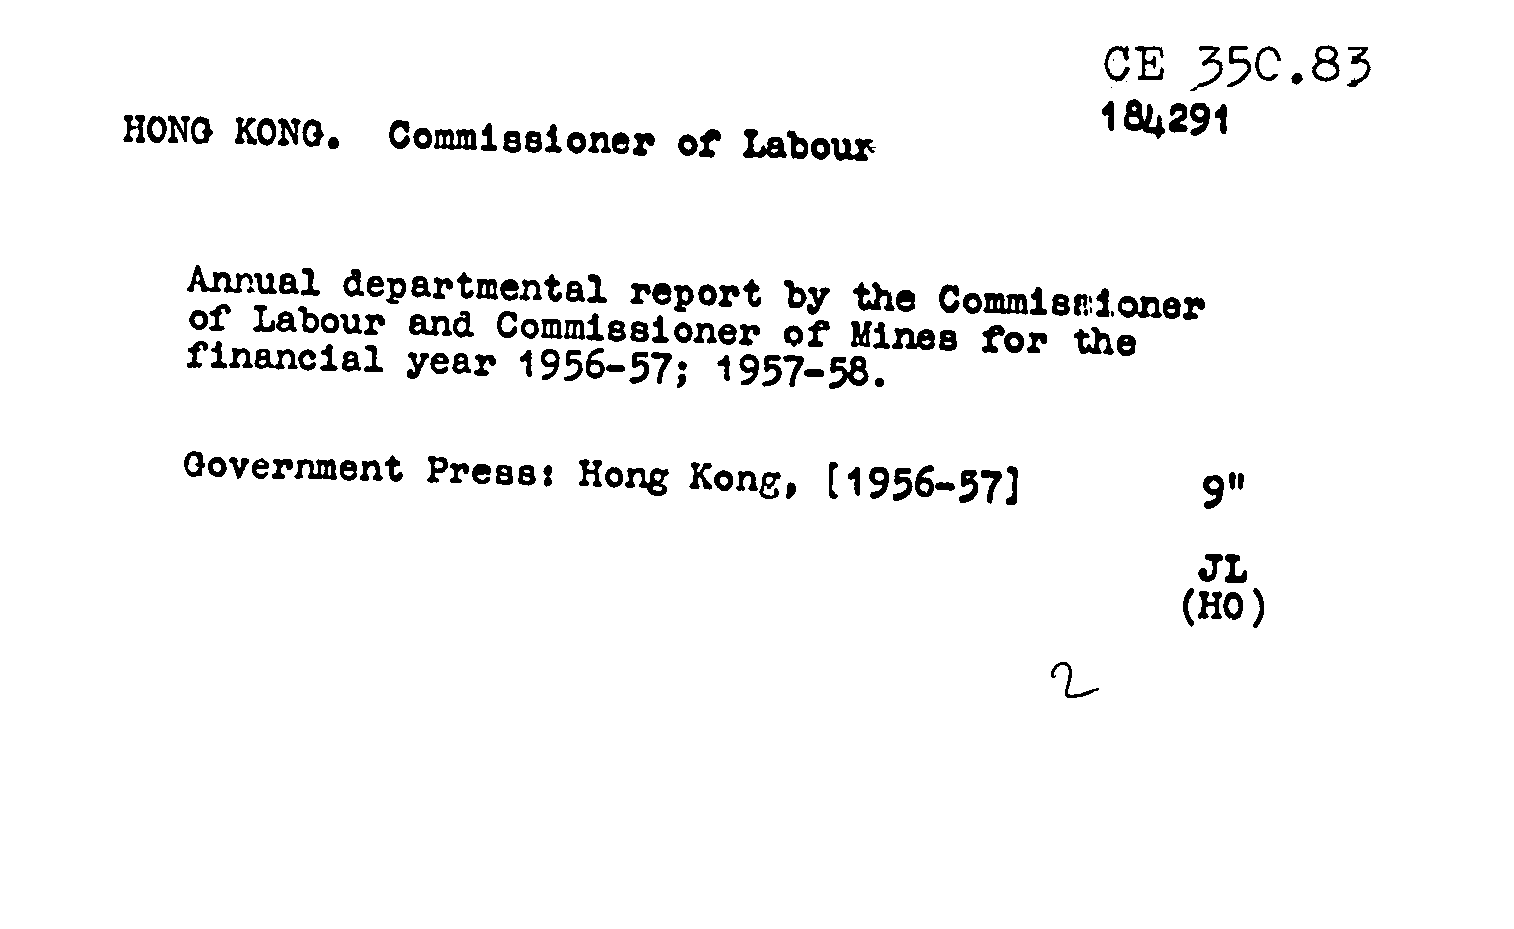 CE 350.83
184291
HONG KONG. Commissioner of Labour
Annual departmental report by the Commissioner
of Labour and Commissioner of Mines for the
financial year 1956-57; 1957-58.
Government Press: Hong Kong, [1956-57] 9"
JL
(HO)
2